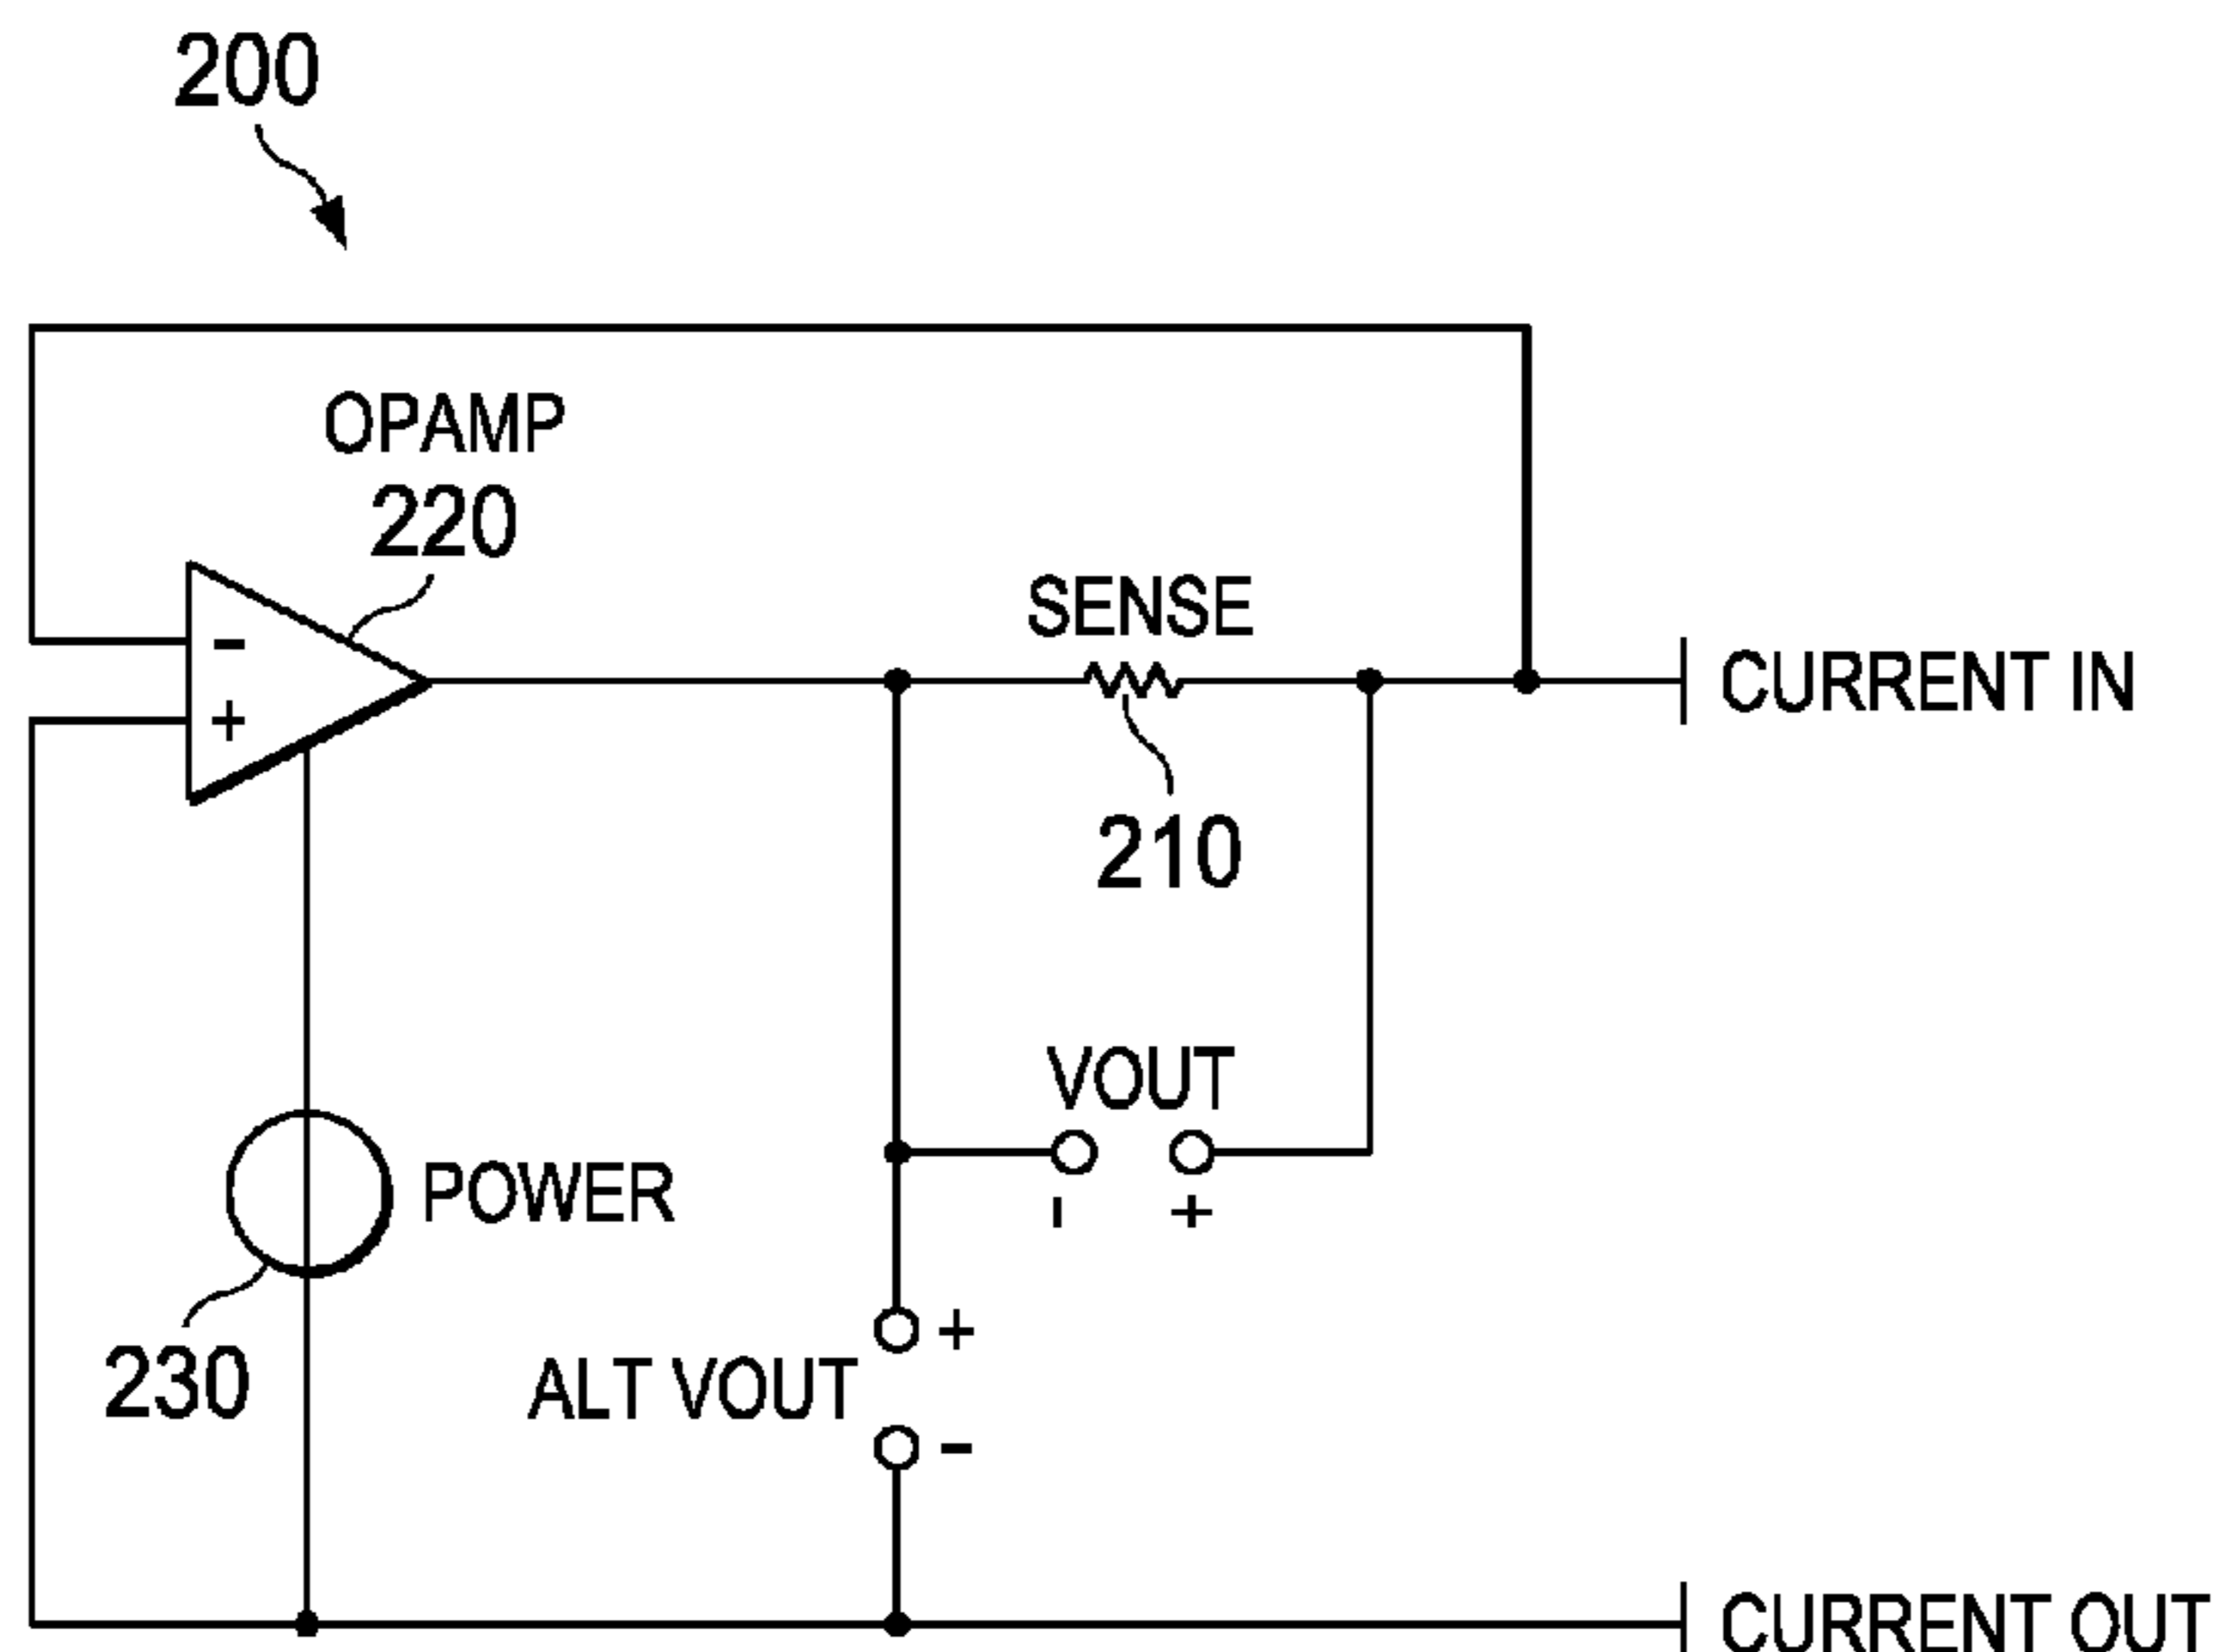 200
OPAMP
220
-
+
SENSE
210
CURRENT IN
VOUT
- +
POWER
230
+
ALT VOUT
-
CURRENT OUT